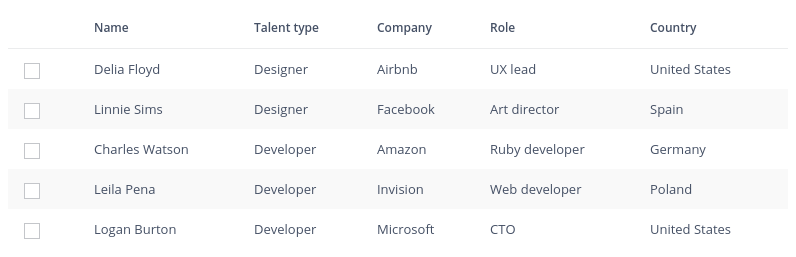 Name Talent type Company Role Country
Delia Floyd Designer Airbnb UX lead United States
Linnie Sims Designer Facebook Art director Spain
Charles Watson Developer Amazon Ruby developer Germany
Leila Pena Developer Invision Web developer Poland
Logan Burton Developer Microsoft CTO United States